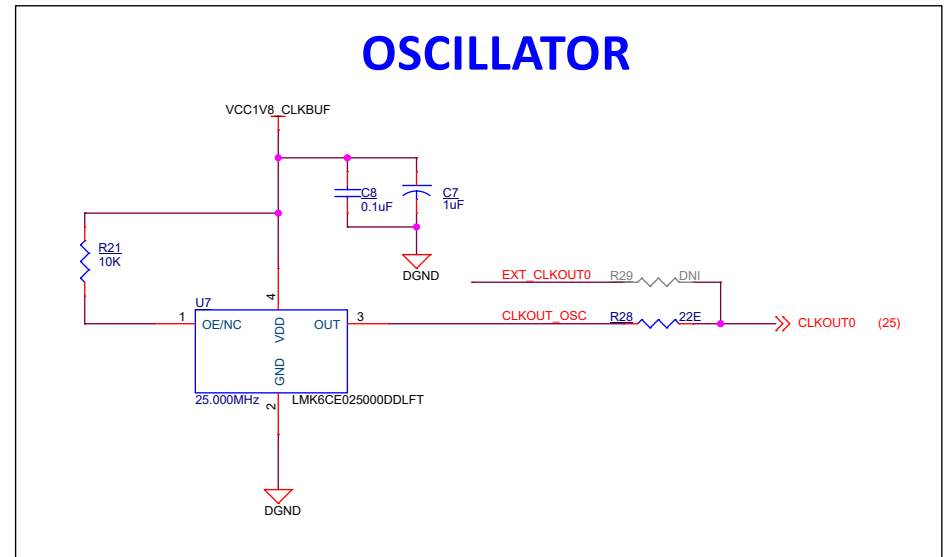 OSCILLATOR
VCC1V8_CLKBUF
C8
0.1uF
C7
1uF
R21
10K
DGND
EXT_CLKOUT0
R29
DNI
U7
4
1
OE/NC
VDD
OUT
3
CLKOUT_OSC
R28
22E
CLKOUT0
(25)
GND
25.000MHz
2
LMK6CE025000DDLFT
DGND